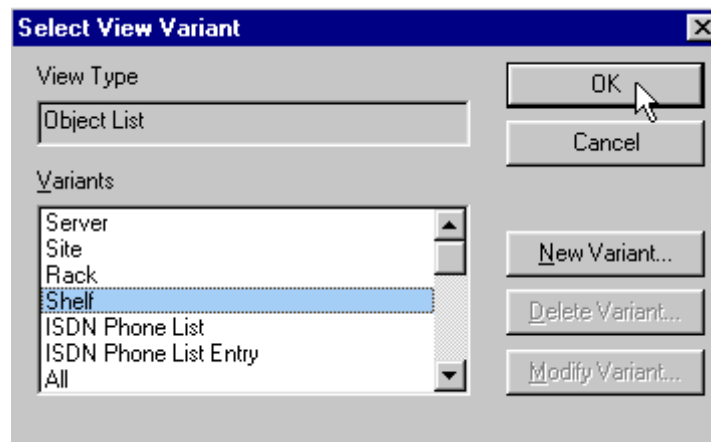 Select View Variant
View Type
Object List
Variants
Server
Site
Rack
Shelf
ISDN Phone List
ISDN Phone List Entry
All
OK
Cancel
New Variant...
Delete Variant...
Modify Variant...